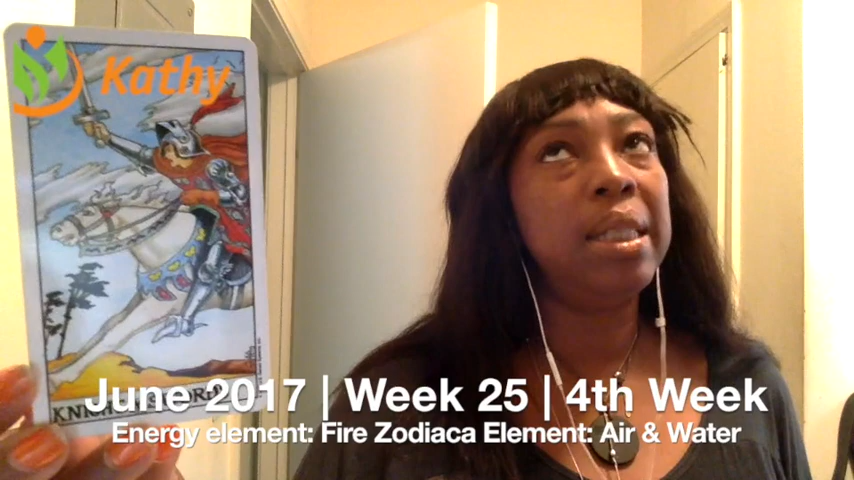 Kathy
June 2017 | Week 25 | 4th Week
Energy element: Fire Zodiaca Element: Air & Water